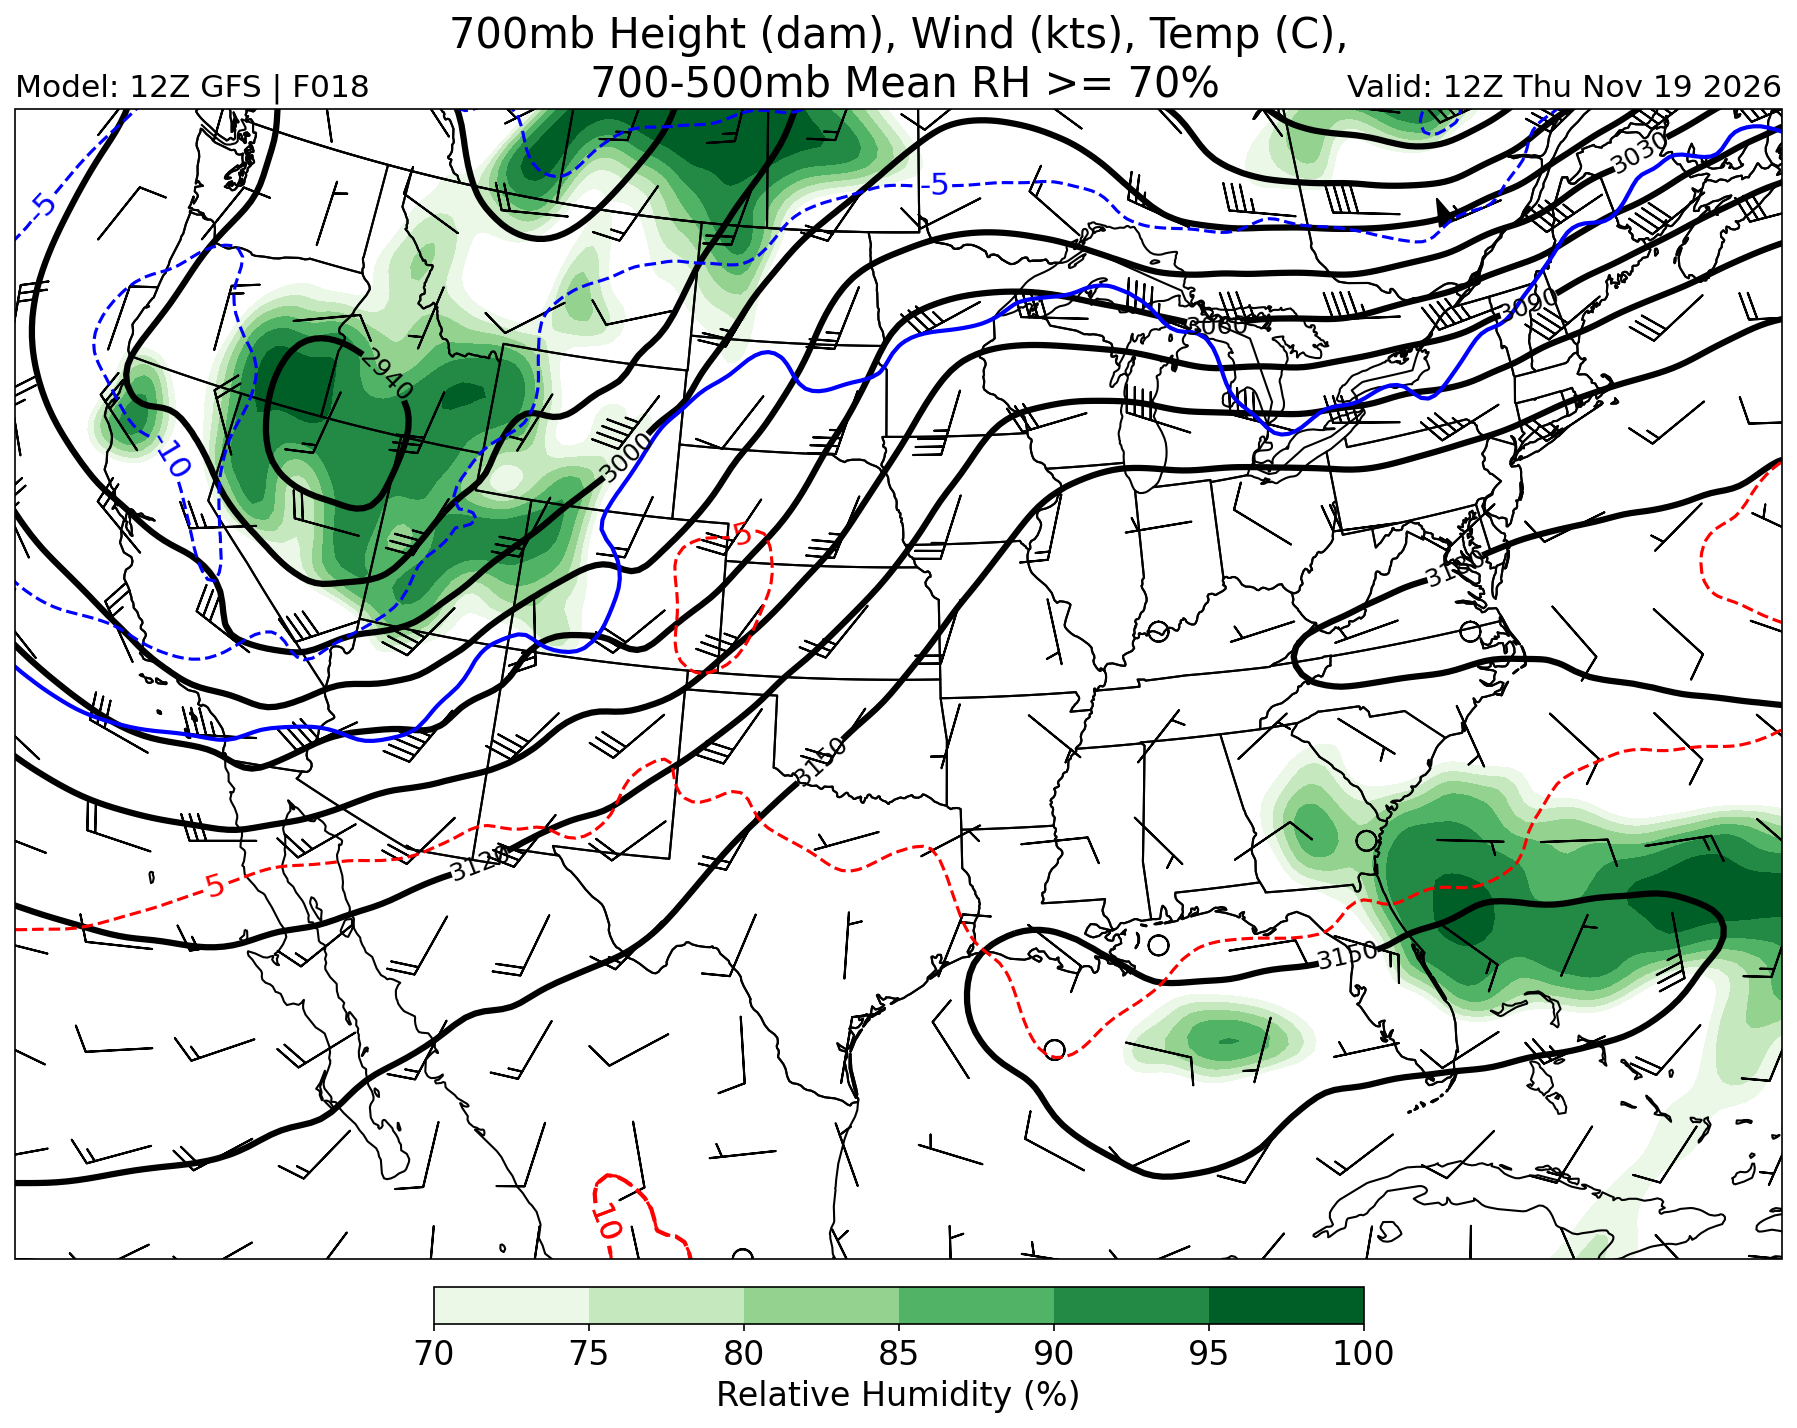 700mb Height (dam), Wind (kts), Temp (C),
700-500mb Mean RH >= 70%
Model: 12Z GFS | F018
Valid: 12Z Thu Nov 19 2026
3030
-5
-5
3090
3060
2940
-10
3000
5
3180
3150
3120
5
3150
10
70 75 80 85 90 95 100
Relative Humidity (%)